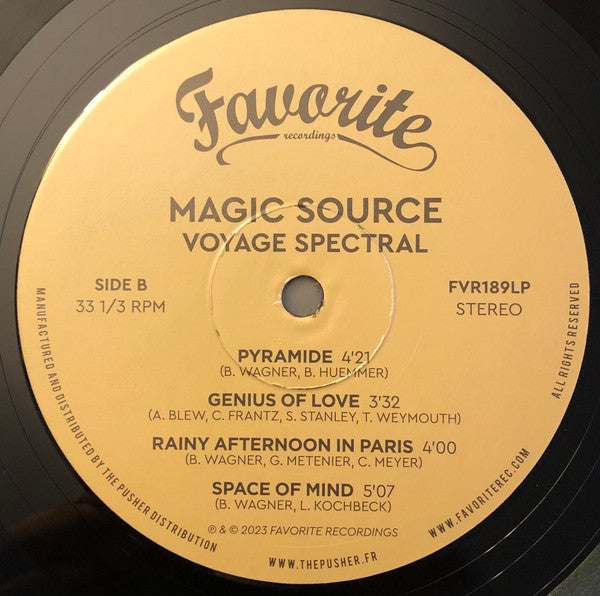 Favorite
recordings
MAGIC SOURCE
VOYAGE SPECTRAL
SIDE B
33 1/3 RPM
FVR189LP
STEREO
PYRAMIDE 4'21
(B. WAGNER, B. HUEMMER)
GENIUS OF LOVE 3'32
(A. BLEW, C. FRANTZ, S. STANLEY, T. WEYMOUTH)
RAINY AFTERNOON IN PARIS 4'00
(B. WAGNER, G. METENIER, C. MEYER)
SPACE OF MIND 5'07
(B. WAGNER, L. KOCHBECK)
℗ & © 2023 FAVORITE RECORDINGS
MANUFACTURED AND DISTRIBUTED BY THE PUSHER DISTRIBUTION
WWW.THEPUSHER.FR
WWW.FAVORITEREC.COM
ALL RIGHTS RESERVED